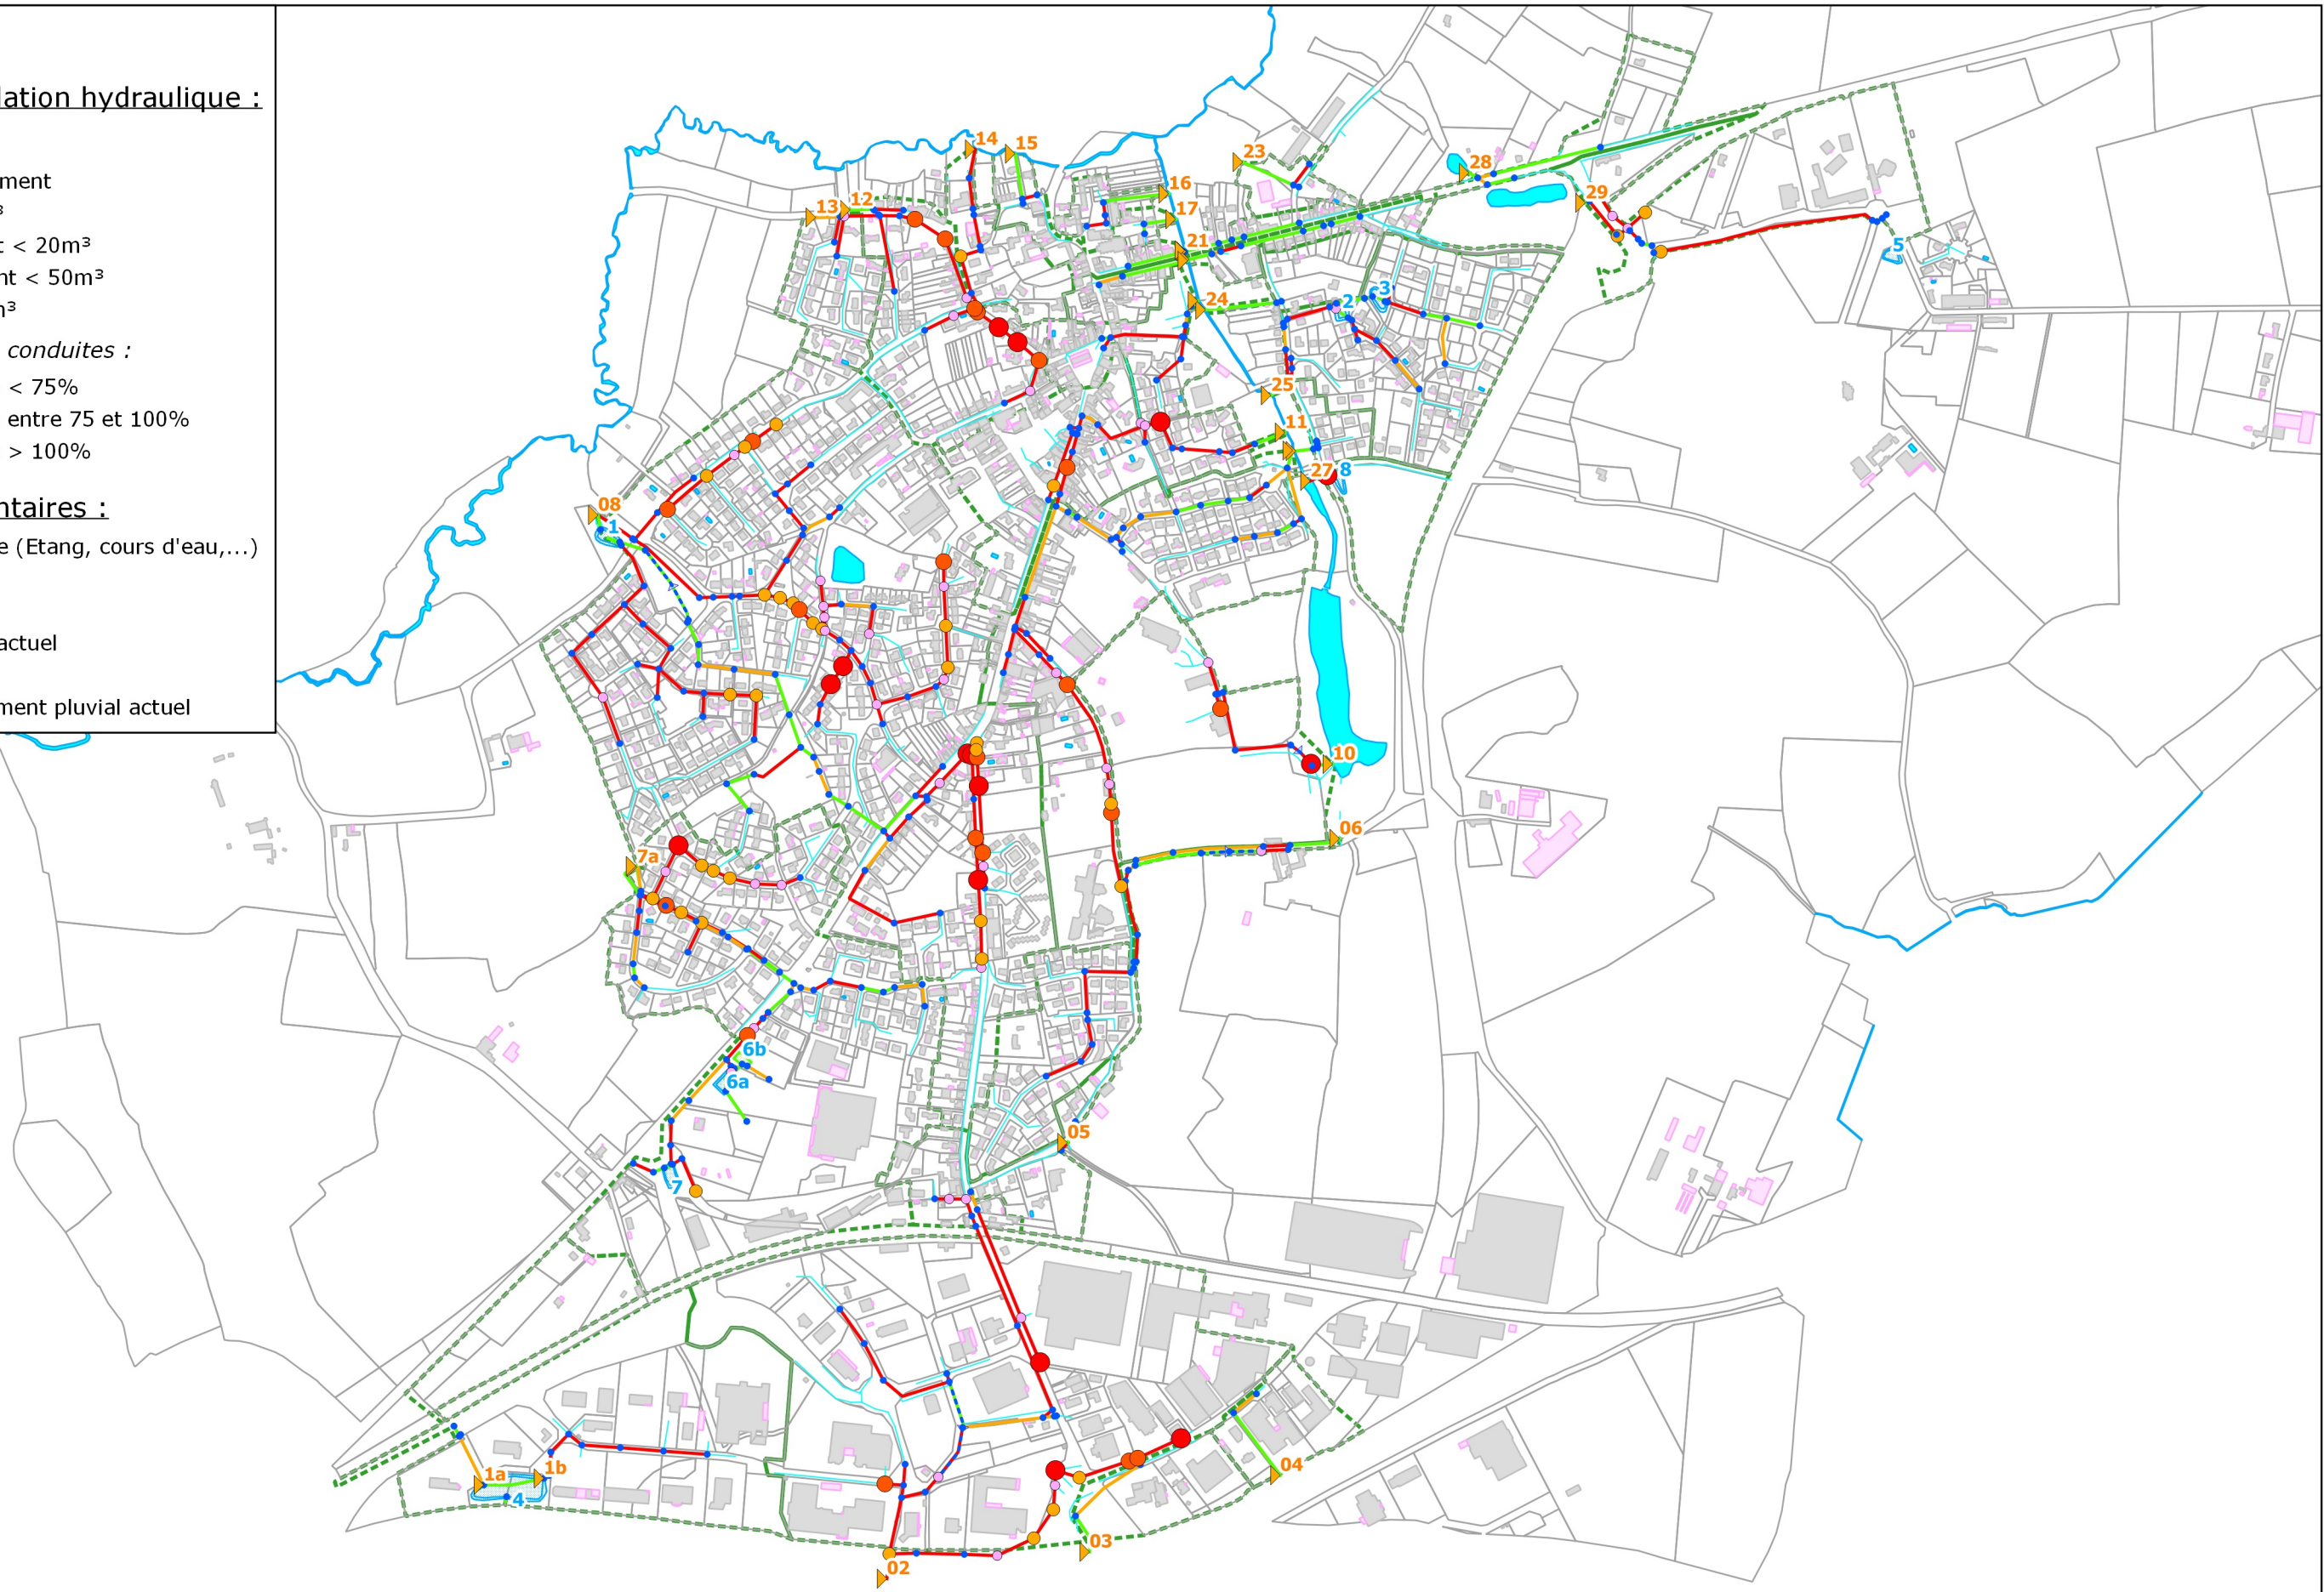 lation hydraulique :
ment
³
t < 20m³
nt < 50m³
m³
conduites :
< 75%
entre 75 et 100%
> 100%
ntaires :
e (Etang, cours d'eau,...)
actuel
ment pluvial actuel
14
15
23
28
16
13
12
17
29
21
5
24
2
3
25
11
27
8
08
1
10
06
7a
6b
6a
05
7
1a
1b
4
04
03
02